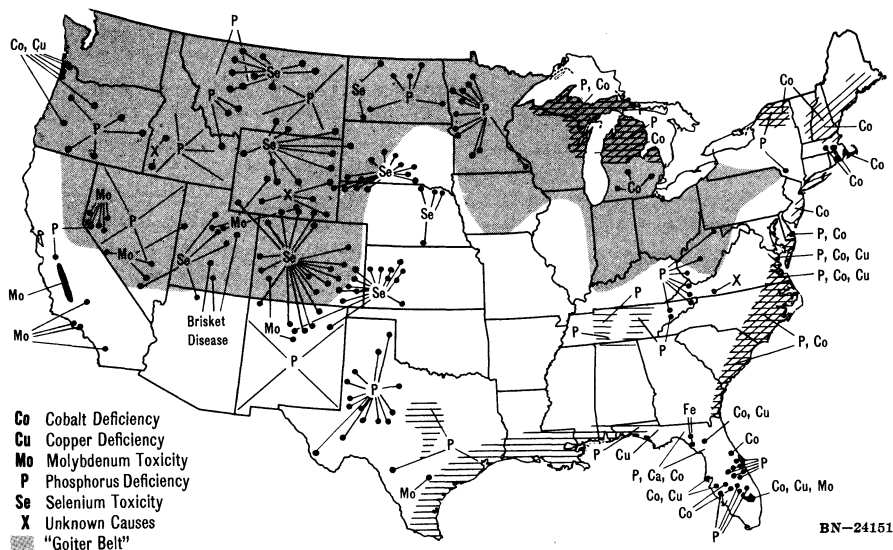 P
Co, Cu
Se
P
P
P
P
Se
P
P
P, Co
P
Co
Co
Co
P
Co
Co
Co
Co
Se
X
Se
Se
Mo
P
Mo
P
Mo
Mo
Se
Se
Se
Mo
Brisket
Disease
Mo
P
P
Co
P, Co
P, Co, Cu
P, Co, Cu
P
X
P
P
P
P, Co
Co Cobalt Deficiency
Cu Copper Deficiency
Mo Molybdenum Toxicity
P Phosphorus Deficiency
Se Selenium Toxicity
X Unknown Causes
"Goiter Belt"
P
Mo
P
Cu
Fe
P, Ca, Co
Co, Cu
Co
P
Co, Cu
Co
Co, Cu, Mo
P
BN–24151